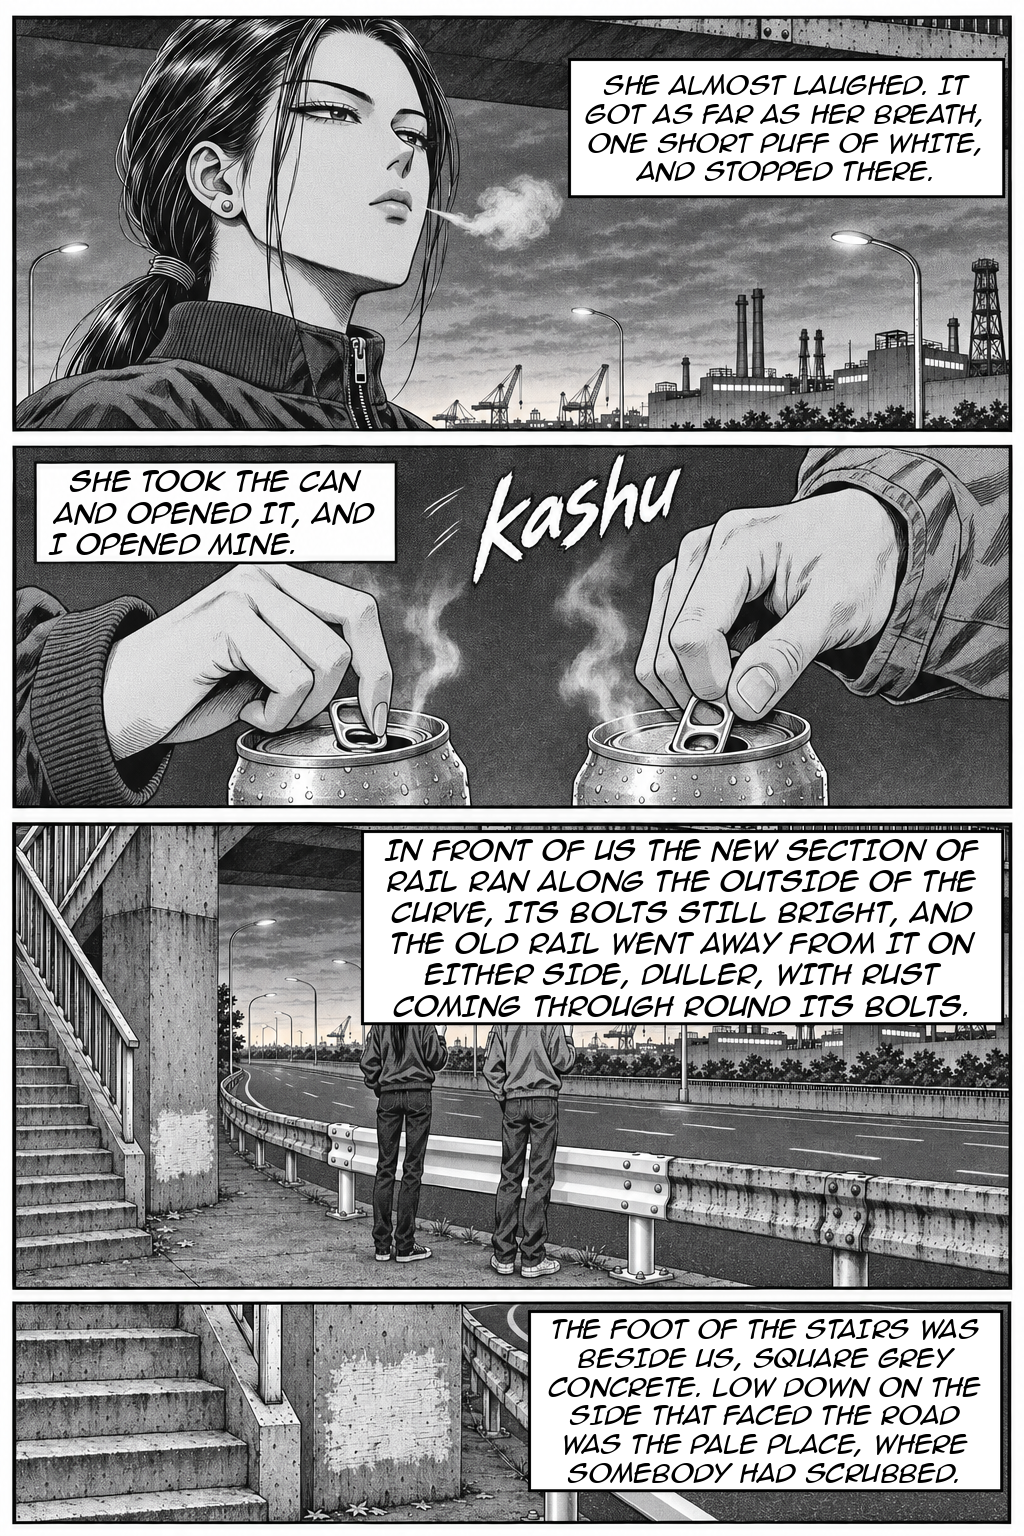 SHE ALMOST LAUGHED. IT
GOT AS FAR AS HER BREATH,
ONE SHORT PUFF OF WHITE,
AND STOPPED THERE.
SHE TOOK THE CAN
AND OPENED IT, AND
I OPENED MINE.
kashu
IN FRONT OF US THE NEW SECTION OF
RAIL RAN ALONG THE OUTSIDE OF THE
CURVE, ITS BOLTS STILL BRIGHT, AND
THE OLD RAIL WENT AWAY FROM IT ON
EITHER SIDE, DULLER, WITH RUST
COMING THROUGH ROUND ITS BOLTS.
THE FOOT OF THE STAIRS WAS
BESIDE US, SQUARE GREY
CONCRETE. LOW DOWN ON THE
SIDE THAT FACED THE ROAD
WAS THE PALE PLACE, WHERE
SOMEBODY HAD SCRUBBED.